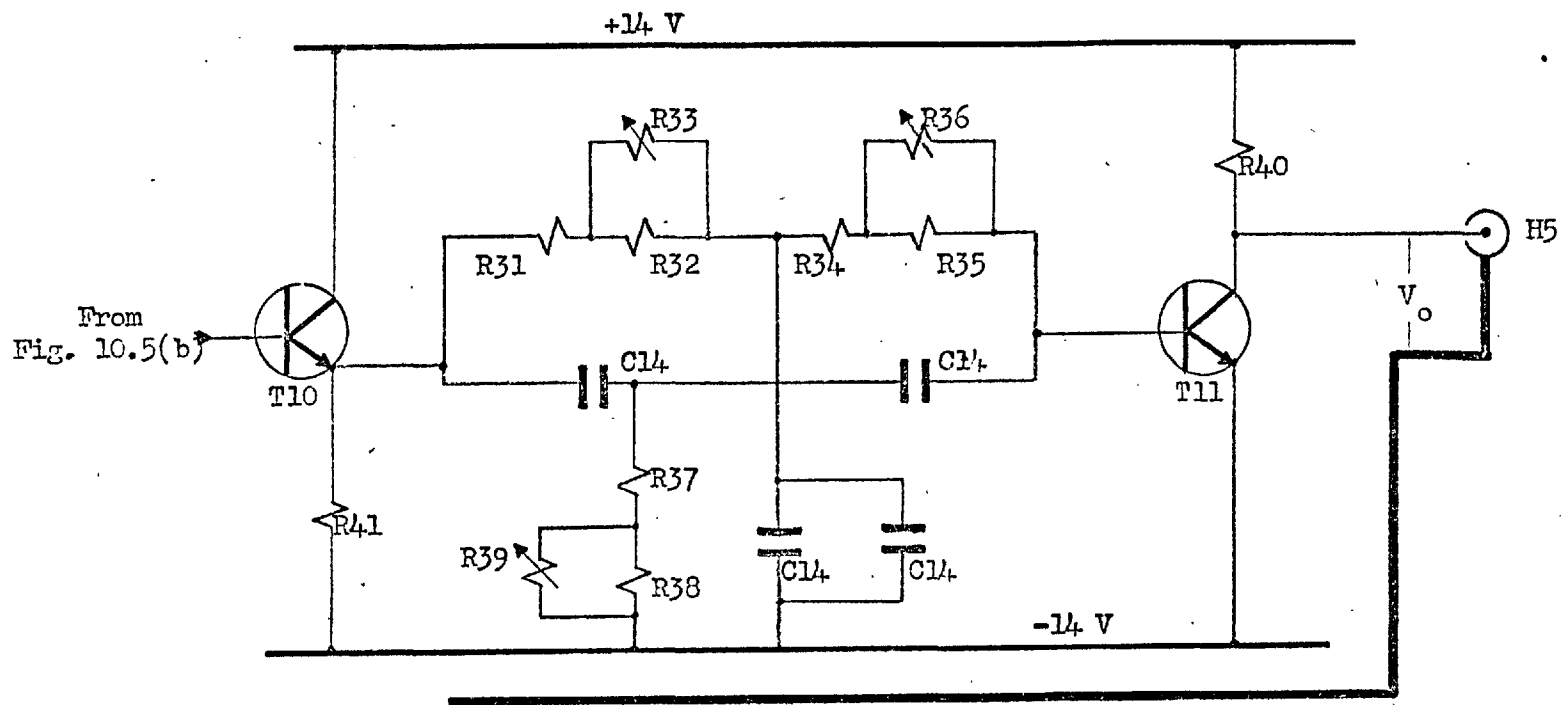 +14 V
R33
R36
R40
R31
R32
R34
R35
H5
From
Fig. 10.5(b)
V
o
T10
C14
C14
T11
R37
R41
R39
R38
C14
C14
-14 V